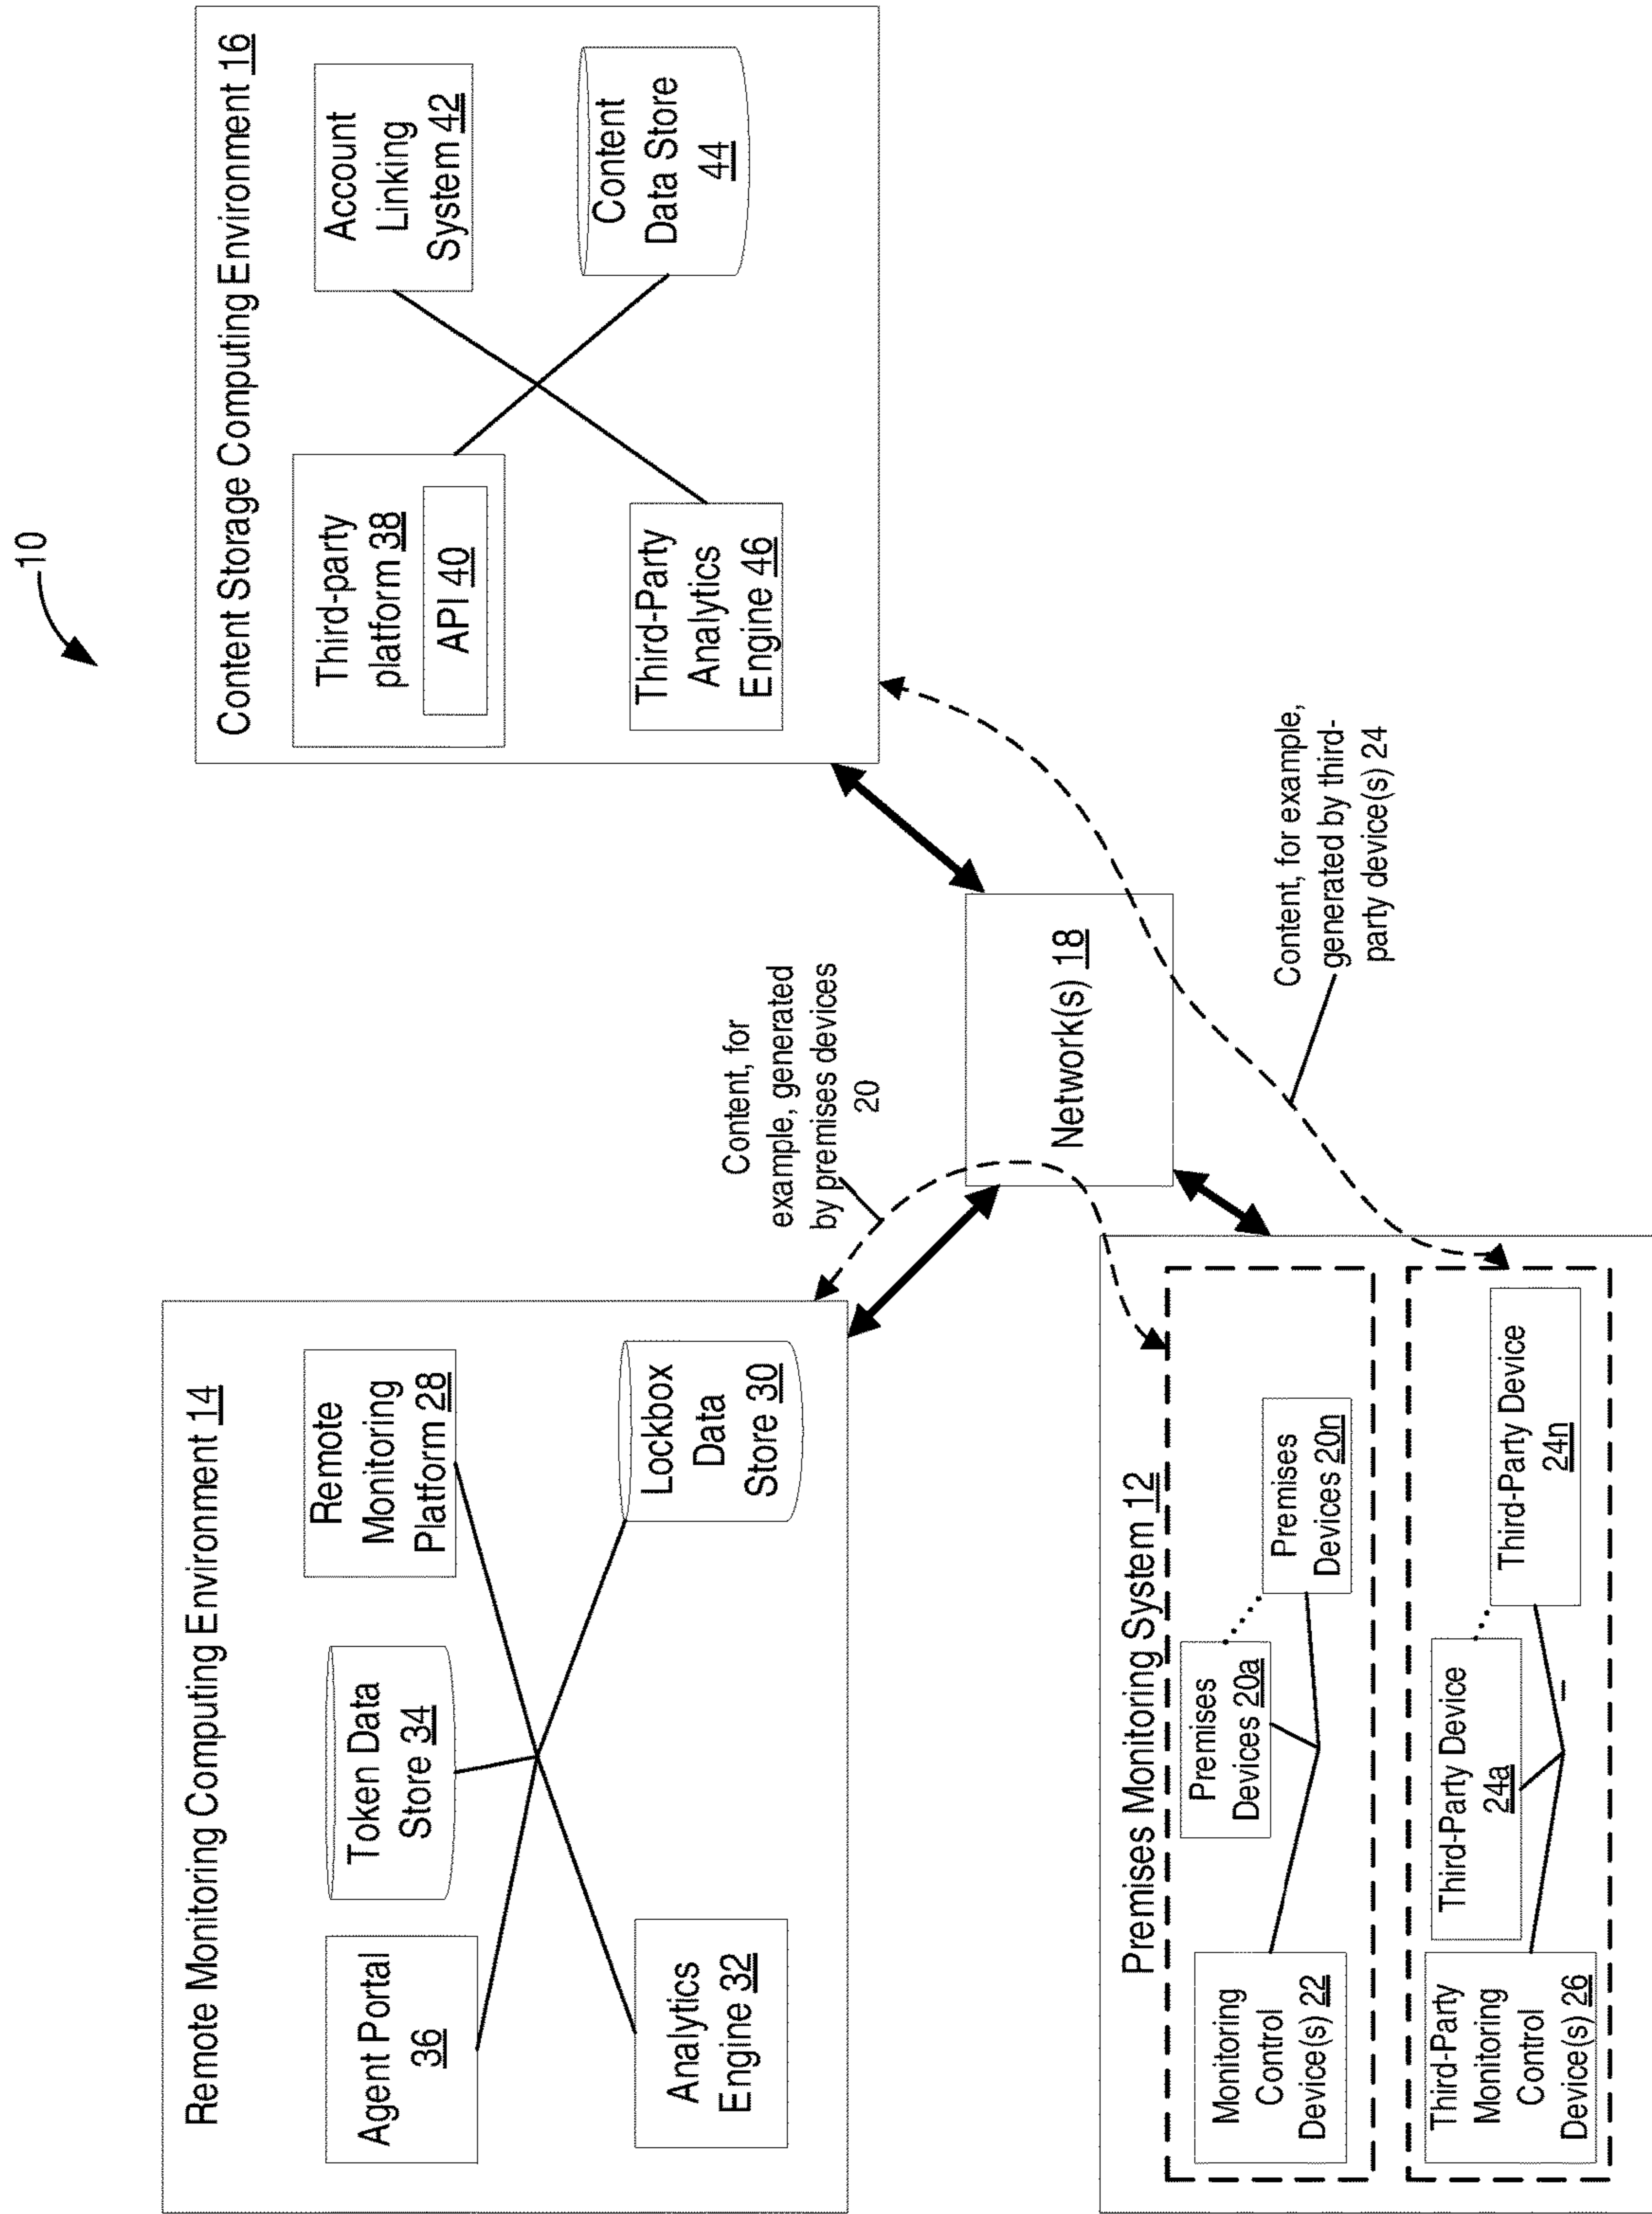 10
Remote Monitoring Computing Environment 14
Agent Portal
36
Token Data
Store 34
Remote
Monitoring
Platform 28
Analytics
Engine 32
Lockbox
Data
Store 30
Content Storage Computing Environment 16
Third-party
platform 38
API 40
Account
Linking
System 42
Third-Party
Analytics
Engine 46
Content
Data Store
44
Content, for
example, generated
by premises devices
20
Network(s) 18
Content, for example,
generated by third-
party device(s) 24
Premises Monitoring System 12
Monitoring
Control
Device(s) 22
Premises
Devices 20a
Premises
Devices 20n
Third-Party
Monitoring
Control
Device(s) 26
Third-Party Device
24a
Third-Party Device
24n